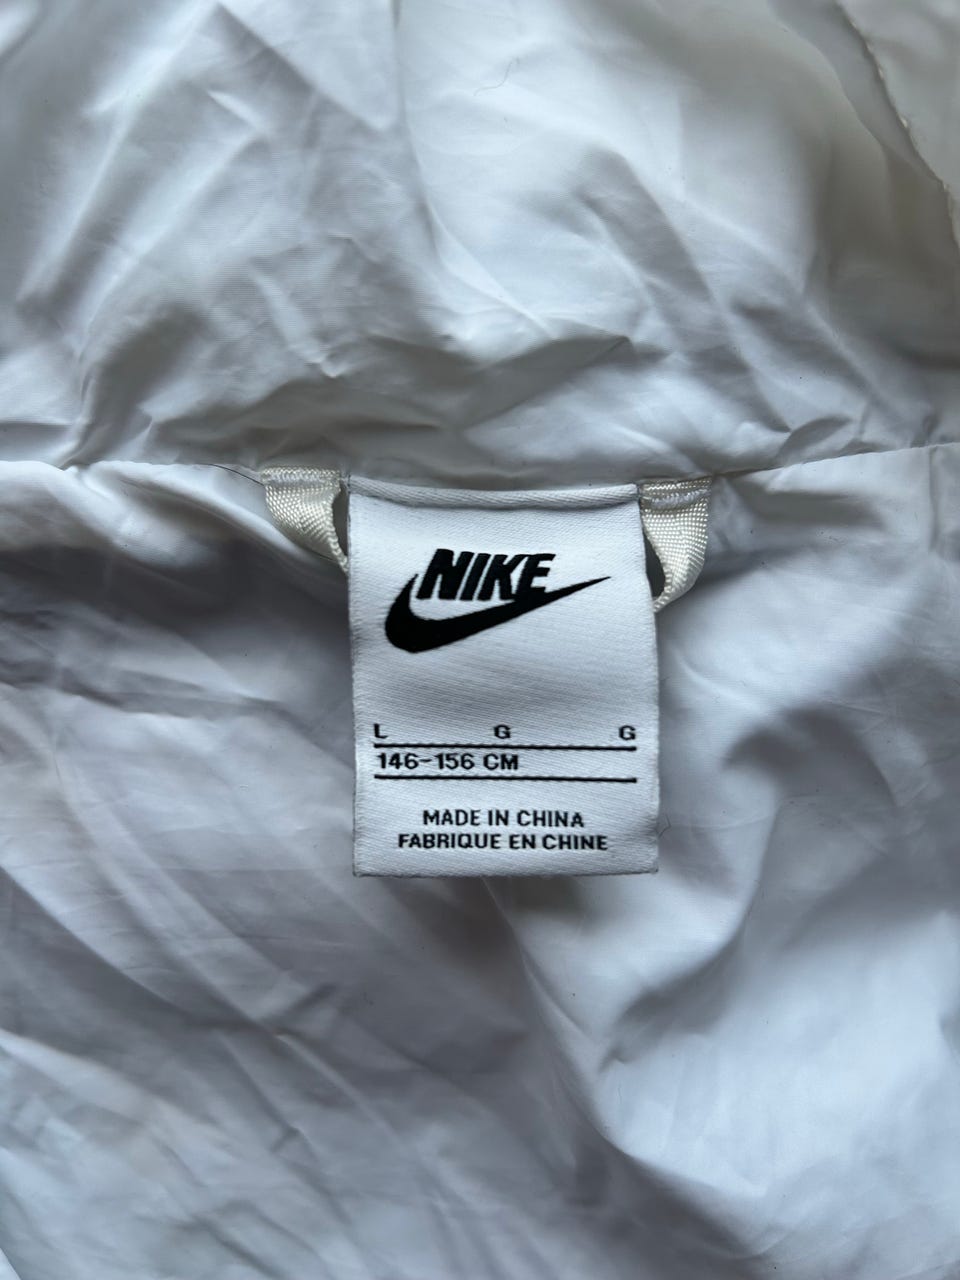 NIKE
L G G
146-156 CM
MADE IN CHINA
FABRIQUE EN CHINE